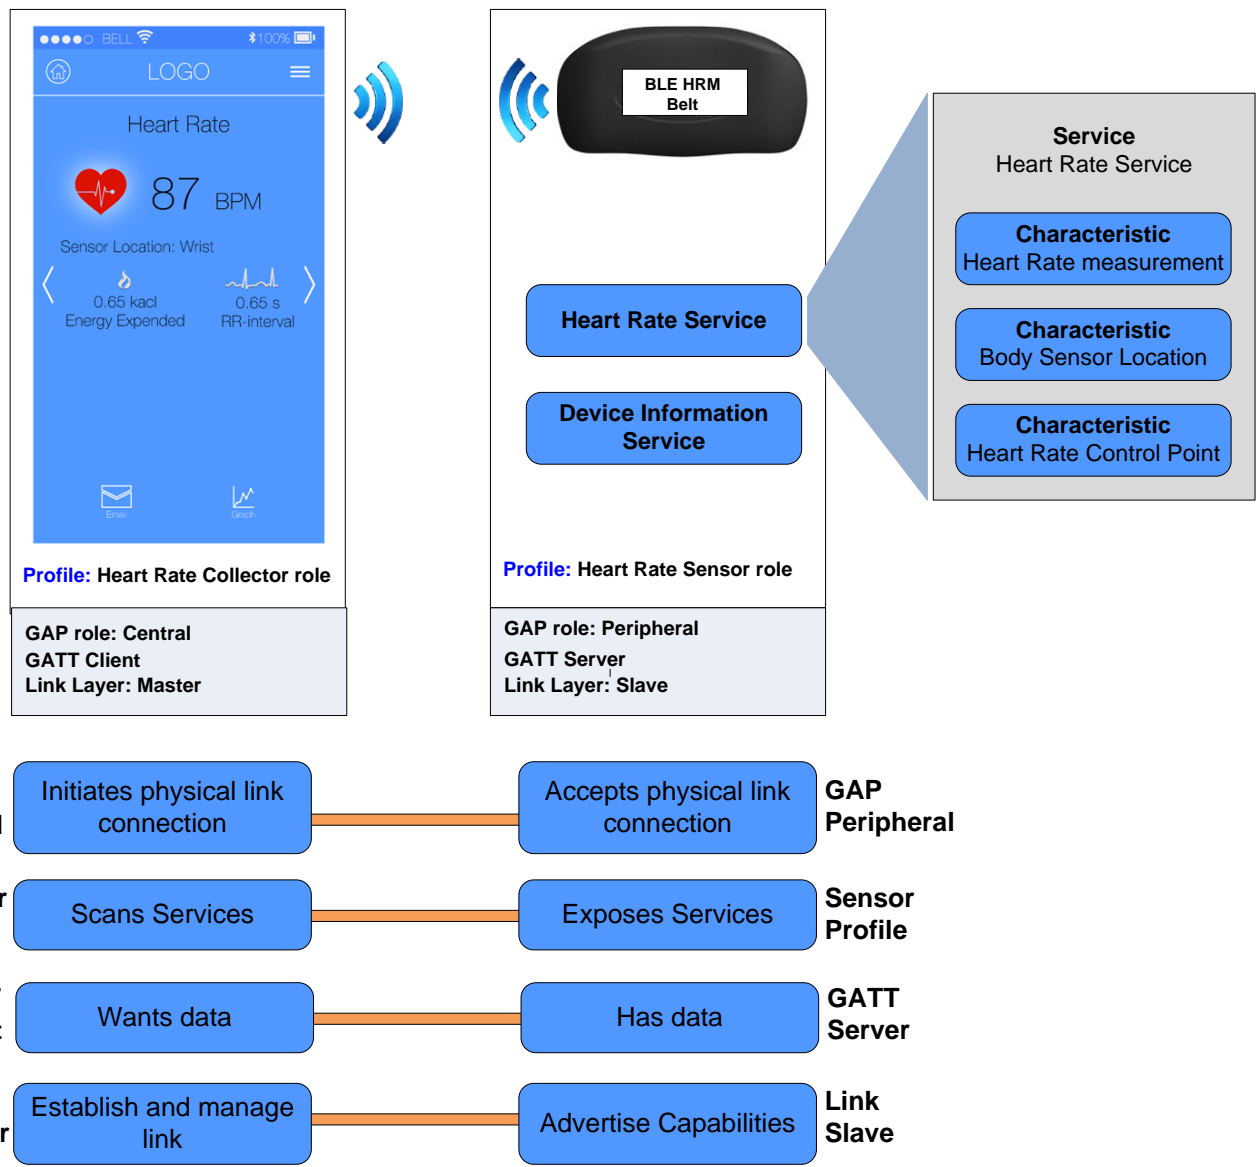 BELL
100%
LOGO
Heart Rate
87 BPM
Sensor Location: Wrist
0.65 kacl
Energy Expended
0.65 s
RR-interval
Email
Graph
Profile: Heart Rate Collector role
GAP role: Central
GATT Client
Link Layer: Master
BLE HRM
Belt
Heart Rate Service
Device Information
Service
Profile: Heart Rate Sensor role
GAP role: Peripheral
GATT Server
Link Layer: Slave
Service
Heart Rate Service
Characteristic
Heart Rate measurement
Characteristic
Body Sensor Location
Characteristic
Heart Rate Control Point
Initiates physical link
connection
Accepts physical link
connection
GAP
Peripheral
Scans Services
Exposes Services
Sensor
Profile
Wants data
Has data
GATT
Server
Establish and manage
link
Advertise Capabilities
Link
Slave